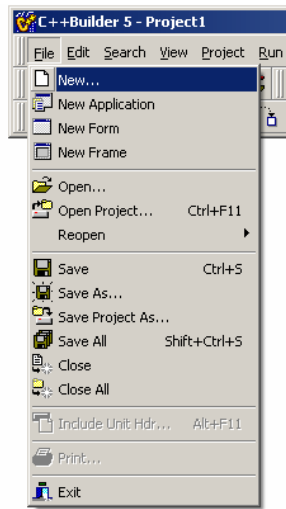 C++Builder 5 - Project1
File Edit Search View Project Run
New...
New Application
New Form
New Frame
Open...
Open Project... Ctrl+F11
Reopen
Save Ctrl+S
Save As...
Save Project As...
Save All Shift+Ctrl+S
Close
Close All
Include Unit Hdr... Alt+F11
Print...
Exit